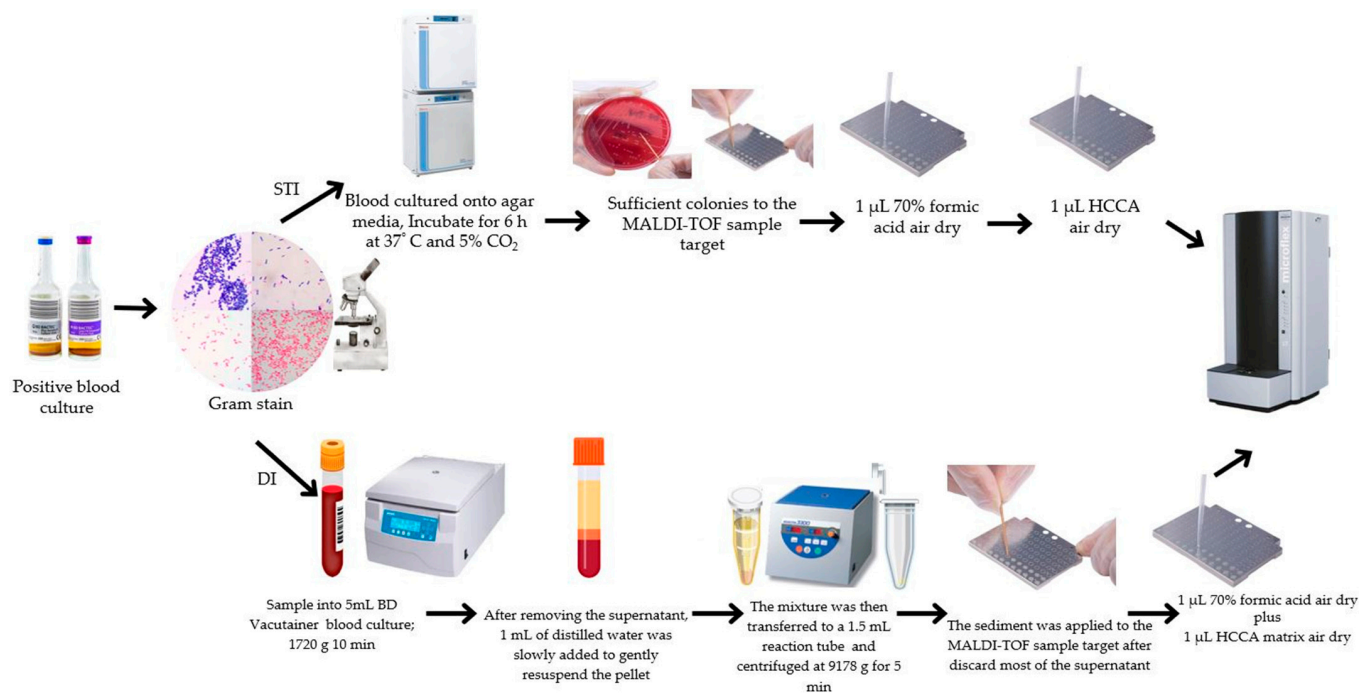 STI
Blood cultured onto agar
media, Incubate for 6 h
at 37° C and 5% CO₂
Sufficient colonies to the
MALDI-TOF sample
target
1 µL 70% formic
acid air dry
1 µL HCCA
air dry
microflex
Positive blood
culture
Gram stain
DI
Sample into 5mL BD
Vacutainer blood culture;
1720 g 10 min
After removing the supernatant,
1 mL of distilled water was
slowly added to gently
resuspend the pellet
The mixture was then
transferred to a 1.5 mL
reaction tube and
centrifuged at 9178 g for 5
min
The sediment was applied to the
MALDI-TOF sample target after
discard most of the supernatant
1 µL 70% formic acid air dry
plus
1 µL HCCA matrix air dry